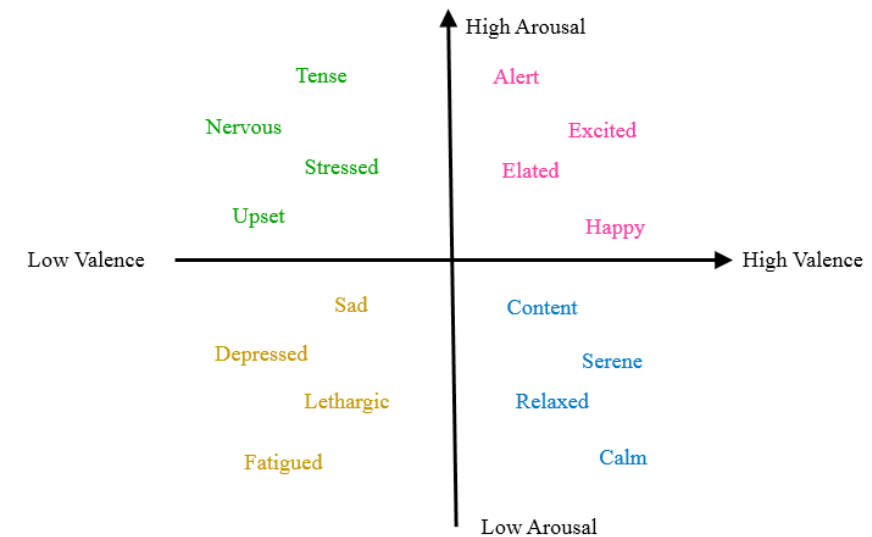 High Arousal
Tense
Alert
Nervous
Excited
Stressed
Elated
Upset
Happy
Low Valence
High Valence
Sad
Content
Depressed
Serene
Lethargic
Relaxed
Fatigued
Calm
Low Arousal